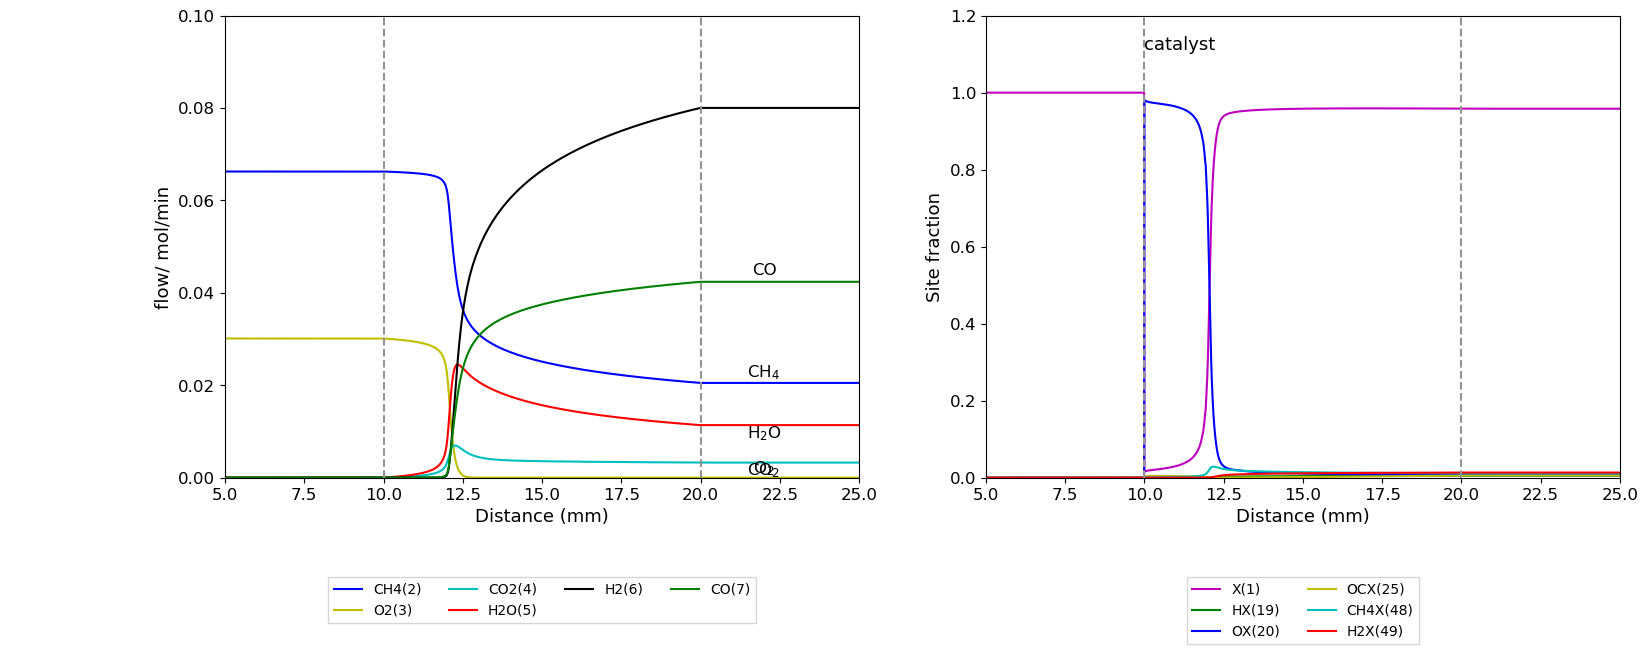 0.10
0.08
0.06
0.04
0.02
0.00
flow/ mol/min
CO
CH₄
H₂O
O₂
CO₂
5.0 7.5 10.0 12.5 15.0 17.5 20.0 22.5 25.0
Distance (mm)
CH4(2) CO2(4) H2(6) CO(7)
O2(3) H2O(5)
1.2
1.0
0.8
0.6
0.4
0.2
0.0
Site fraction
catalyst
5.0 7.5 10.0 12.5 15.0 17.5 20.0 22.5 25.0
Distance (mm)
X(1) OCX(25)
HX(19) CH4X(48)
OX(20) H2X(49)